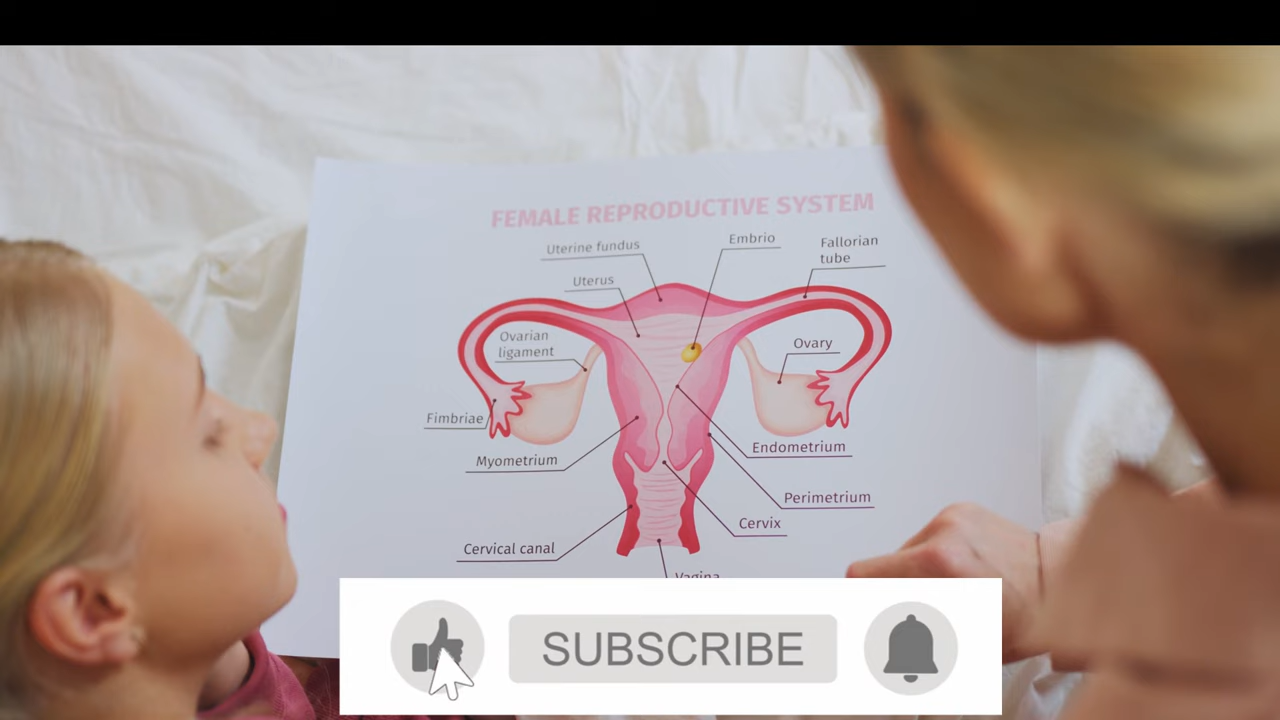 FEMALE REPRODUCTIVE SYSTEM
Uterine fundus
Embrio
Fallorian
tube
Uterus
Ovarian
ligament
Ovary
Fimbriae
Endometrium
Myometrium
Perimetrium
Cervix
Cervical canal
Vagina
SUBSCRIBE